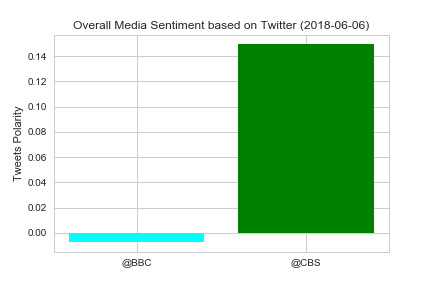 Overall Media Sentiment based on Twitter (2018-06-06)
Tweets Polarity
0.14
0.12
0.10
0.08
0.06
0.04
0.02
0.00
@BBC @CBS